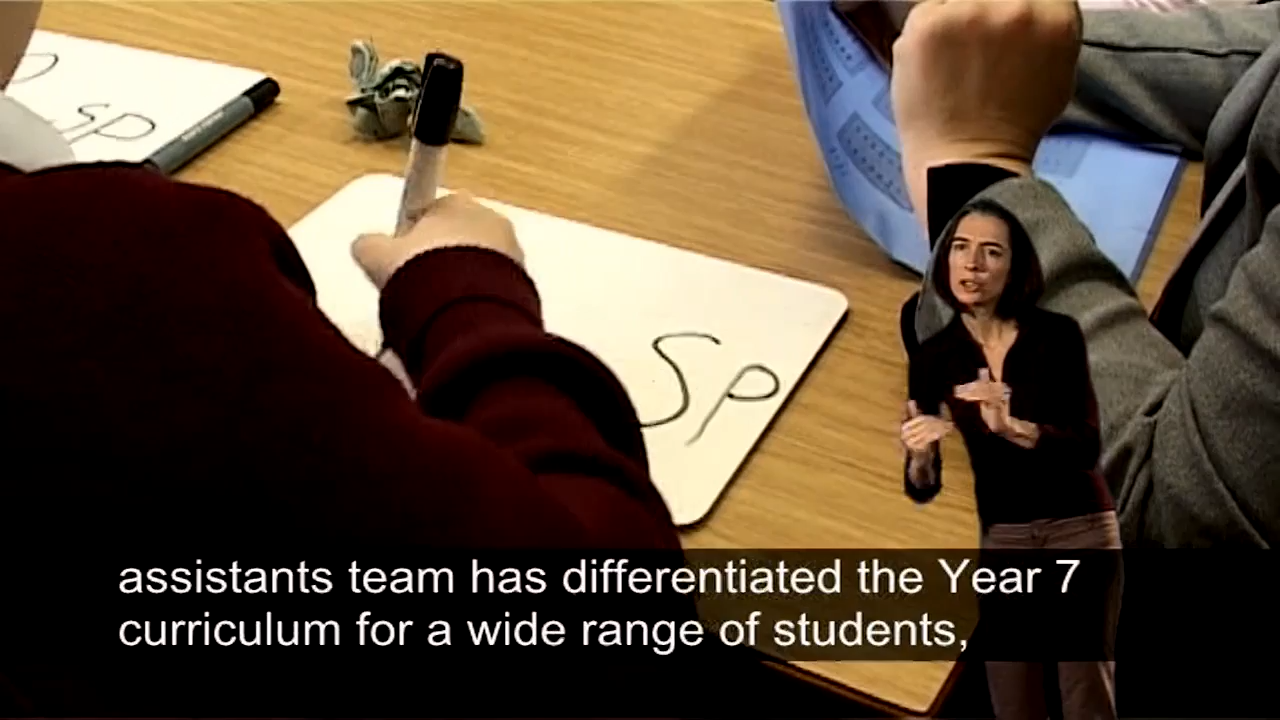 SP
SP
assistants team has differentiated the Year 7
curriculum for a wide range of students,